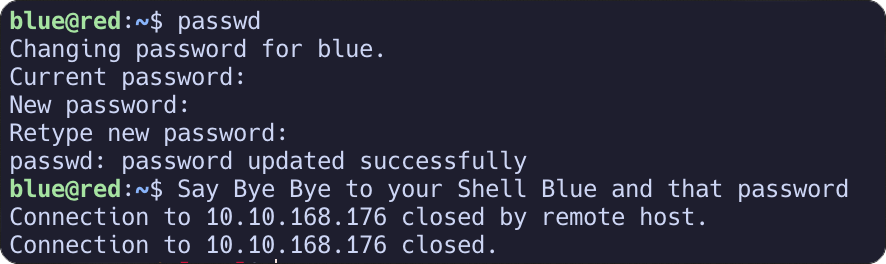 blue@red:~$ passwd
Changing password for blue.
Current password:
New password:
Retype new password:
passwd: password updated successfully
blue@red:~$ Say Bye Bye to your Shell Blue and that password
Connection to 10.10.168.176 closed by remote host.
Connection to 10.10.168.176 closed.